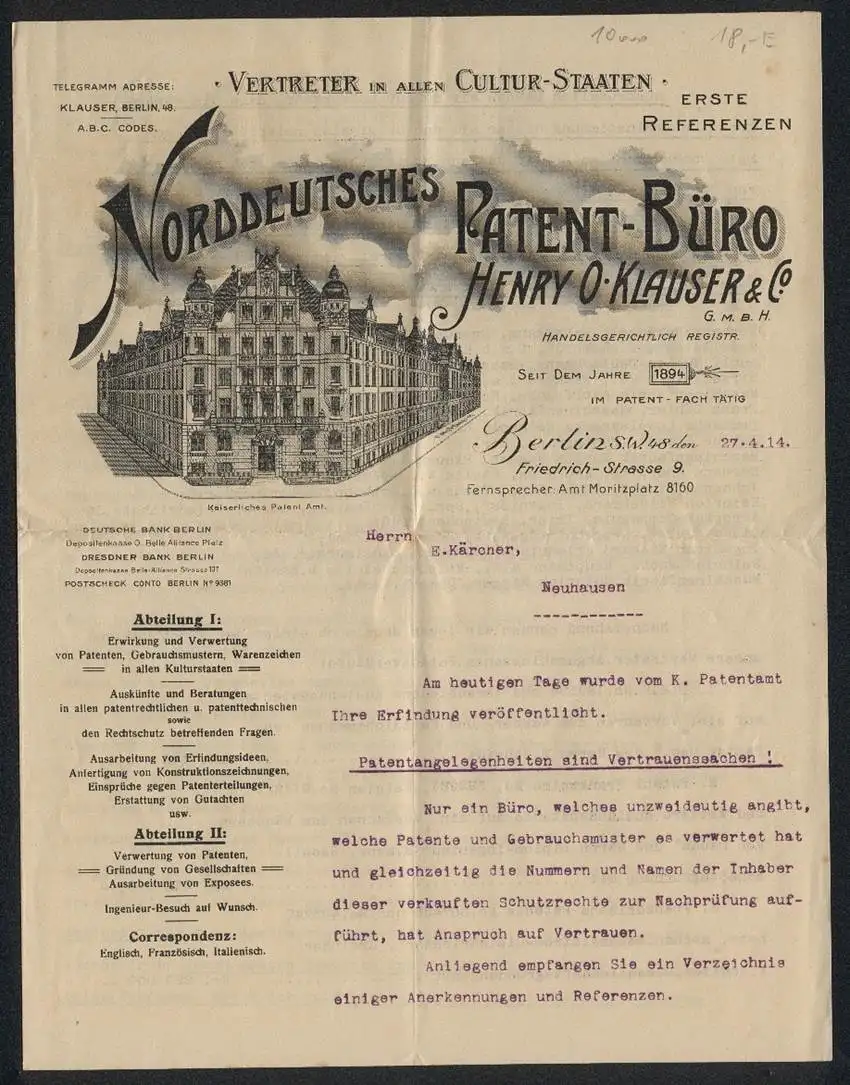 10000 18,-E
TELEGRAMM ADRESSE:
KLAUSER, BERLIN, 48.
A.B.C. CODES.
· VERTRETER IN ALLEN CULTUR-STAATEN ·
ERSTE
REFERENZEN
NORDDEUTSCHES
PATENT-BÜRO
HENRY O. KLAUSER & Co
G. M. B. H.
HANDELSGERICHTLICH REGISTR.
SEIT DEM JAHRE 1894
IM PATENT-FACH TÄTIG
Berlin S.W. 48 den 27.4.14.
Friedrich-Strasse 9.
Fernsprecher: Amt Moritzplatz 8160
Kaiserliches Patent Amt.
DEUTSCHE BANK BERLIN
Depositenkasse O. Belle Alliance Platz
DRESDNER BANK BERLIN
Depositenkasse Belle-Alliance Strasse 107
POSTSCHECK CONTO BERLIN No 9381
Herrn
E.Kärcner,
Neuhausen
-------------
Abteilung I:
Erwirkung und Verwertung
von Patenten, Gebrauchsmustern, Warenzeichen
in allen Kulturstaaten
Auskünfte und Beratungen
in allen patentrechtlichen u. patenttechnischen
sowie
den Rechtschutz betreffenden Fragen.
Ausarbeitung von Erfindungsideen,
Anfertigung von Konstruktionszeichnungen,
Einsprüche gegen Patenterteilungen,
Erstattung von Gutachten
usw.
Abteilung II:
Verwertung von Patenten,
Gründung von Gesellschaften
Ausarbeitung von Exposees.
Ingenieur-Besuch auf Wunsch.
Correspondenz:
Englisch, Französisch, Italienisch.
Am heutigen Tage wurde vom K. Patentamt
Ihre Erfindung veröffentlicht.
Patentangelegenheiten sind Vertrauenssachen !
Nur ein Büro, welches unzweideutig angibt,
welche Patente und Gebrauchsmuster es verwertet hat
und gleichzeitig die Nummern und Namen der Inhaber
dieser verkauften Schutzrechte zur Nachprüfung auf-
führt, hat Anspruch auf Vertrauen.
Anliegend empfangen Sie ein Verzeichnis
einiger Anerkennungen und Referenzen.